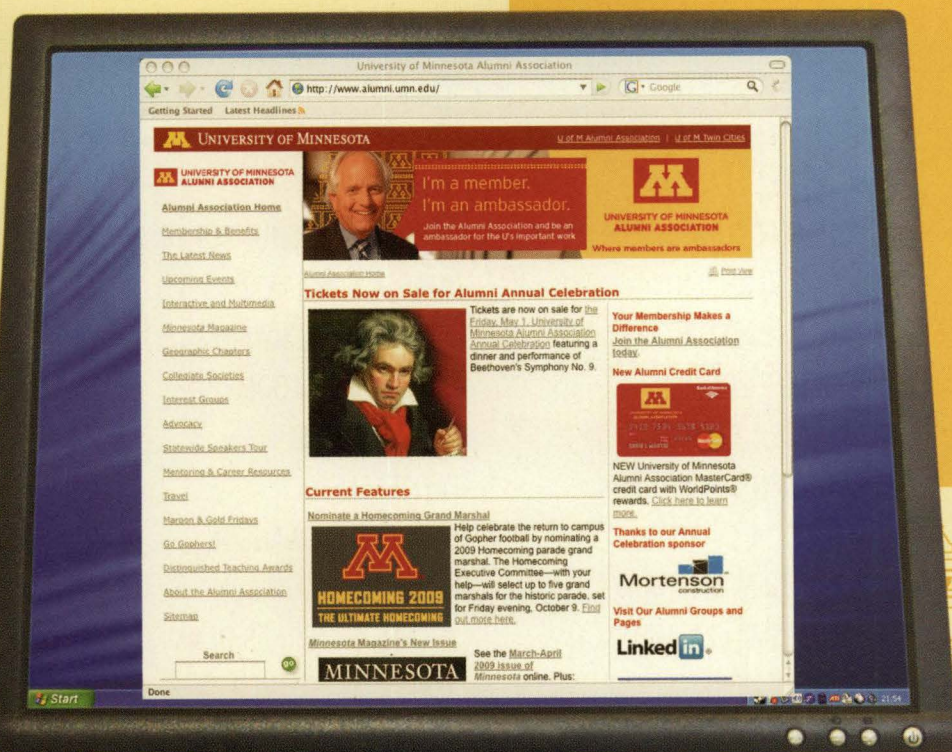 University of Minnesota Alumni Association
http://www.alumni.umn.edu/
G Google
Getting Started Latest Headlines
M UNIVERSITY OF MINNESOTA
U of M Alumni Association | U of M Twin Cities
M UNIVERSITY OF MINNESOTA
ALUMNI ASSOCIATION
Alumni Association Home
Membership & Benefits
The Latest News
Upcoming Events
Interactive and Multimedia
Minnesota Magazine
Geographic Chapters
Collegiate Societies
Interest Groups
Advocacy
Statewide Speakers Tour
Mentoring & Career Resources
Travel
Maroon & Gold Fridays
Go Gophers!
Distinguished Teaching Awards
About the Alumni Association
Sitemap
Search
go
I'm a member.
I'm an ambassador.
Join the Alumni Association and be an
ambassador for the U's important work
M
UNIVERSITY OF MINNESOTA
ALUMNI ASSOCIATION
Where members are ambassadors
Alumni Association Home
Print view
Tickets Now on Sale for Alumni Annual Celebration
Tickets are now on sale for the
Friday, May 1, University of
Minnesota Alumni Association
Annual Celebration featuring a
dinner and performance of
Beethoven's Symphony No. 9.
Current Features
Nominate a Homecoming Grand Marshal
M
HOMECOMING 2009
THE ULTIMATE HOMECOMING
Help celebrate the return to campus
of Gopher football by nominating a
2009 Homecoming parade grand
marshal. The Homecoming
Executive Committee—with your
help—will select up to five grand
marshals for the historic parade, set
for Friday evening, October 9. Find
out more here.
Minnesota Magazine's New Issue
MINNESOTA
See the March-April
2009 issue of
Minnesota online. Plus:
Your Membership Makes a
Difference
Join the Alumni Association
today.
New Alumni Credit Card
M
NEW University of Minnesota
Alumni Association MasterCard®
credit card with WorldPoints®
rewards. Click here to learn
more.
Thanks to our Annual
Celebration sponsor
Mortenson
construction
Visit Our Alumni Groups and
Pages
Linked in
Done
Start
21:54